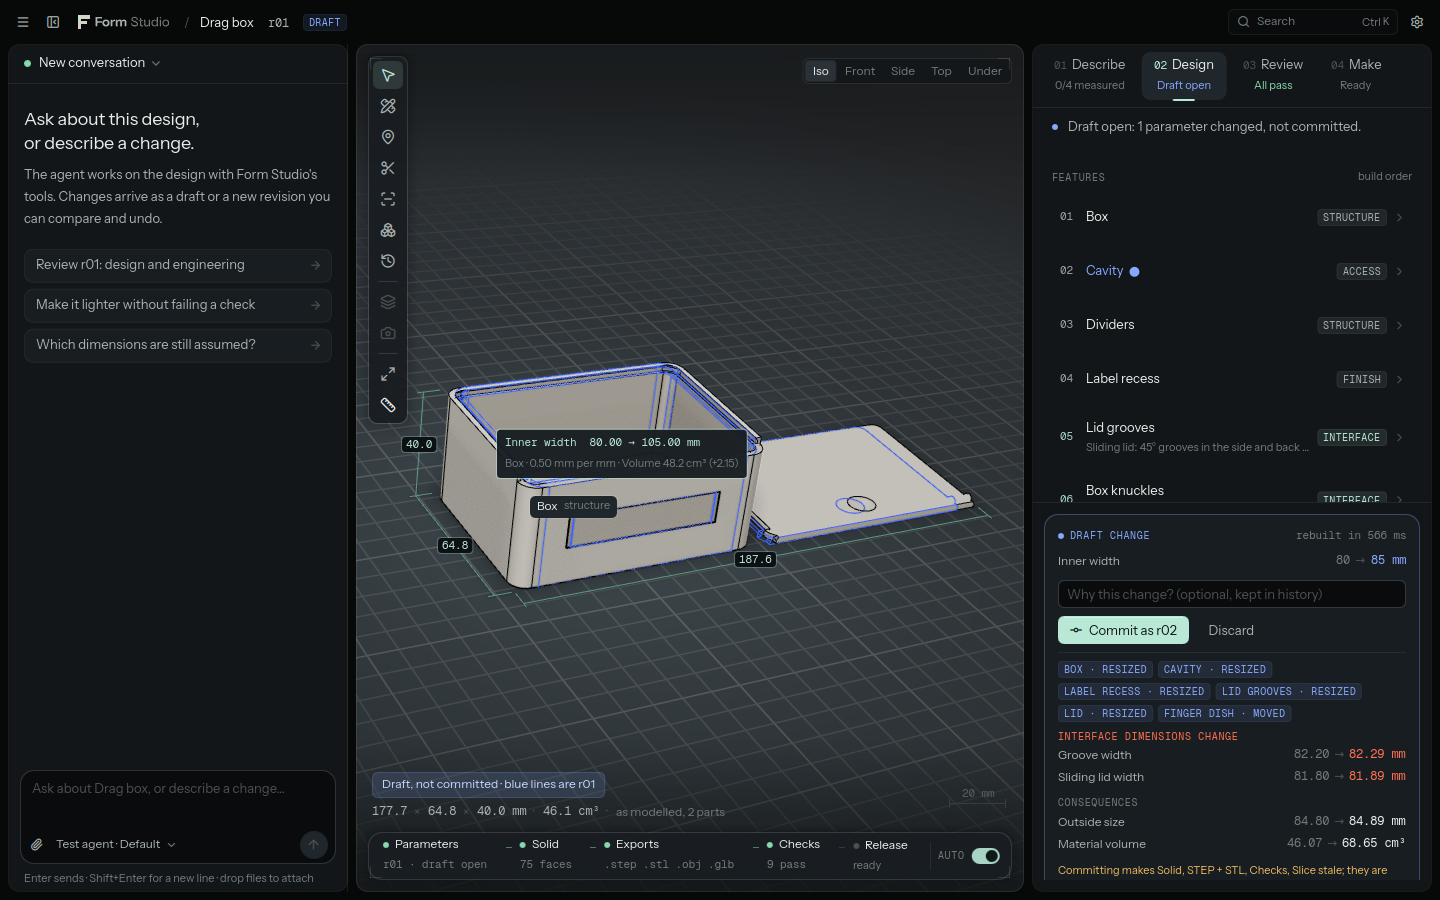 Form Studio / Drag box r01 DRAFT
Search Ctrl K
New conversation
Ask about this design,
or describe a change.
The agent works on the design with Form Studio's
tools. Changes arrive as a draft or a new revision you
can compare and undo.
Review r01: design and engineering
Make it lighter without failing a check
Which dimensions are still assumed?
Ask about Drag box, or describe a change...
Test agent · Default
Enter sends · Shift+Enter for a new line · drop files to attach
Iso Front Side Top Under
40.0
Inner width 80.00 → 105.00 mm
Box · 0.50 mm per mm · Volume 48.2 cm³ (+2.15)
Box structure
64.8
187.6
Draft, not committed · blue lines are r01
177.7 × 64.8 × 40.0 mm · 46.1 cm³ · as modelled, 2 parts
20 mm
Parameters
r01 · draft open
Solid
75 faces
Exports
.step .stl .obj .glb
Checks
9 pass
Release
ready
AUTO
01 Describe
0/4 measured
02 Design
Draft open
03 Review
All pass
04 Make
Ready
Draft open: 1 parameter changed, not committed.
FEATURES build order
01 Box STRUCTURE
02 Cavity ACCESS
03 Dividers STRUCTURE
04 Label recess FINISH
05 Lid grooves INTERFACE
Sliding lid: 45° grooves in the side and back ...
06 Box knuckles INTERFACE
DRAFT CHANGE rebuilt in 566 ms
Inner width 80 → 85 mm
Why this change? (optional, kept in history)
Commit as r02 Discard
BOX · RESIZED CAVITY · RESIZED
LABEL RECESS · RESIZED LID GROOVES · RESIZED
LID · RESIZED FINGER DISH · MOVED
INTERFACE DIMENSIONS CHANGE
Groove width 82.20 → 82.29 mm
Sliding lid width 81.80 → 81.89 mm
CONSEQUENCES
Outside size 84.80 → 84.89 mm
Material volume 46.07 → 68.65 cm³
Committing makes Solid, STEP + STL, Checks, Slice stale; they are